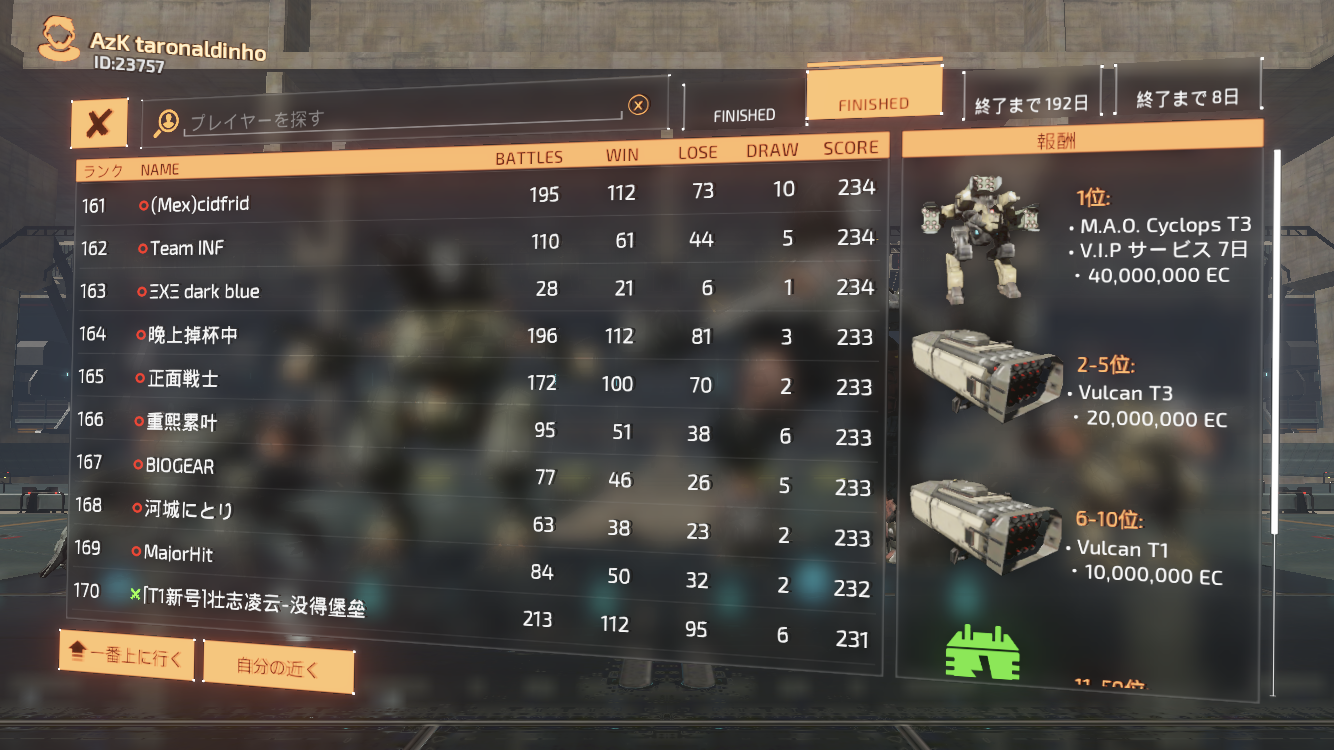 AzK taronaldinho
ID:23757
プレイヤーを探す
FINISHED
FINISHED
終了まで 192日
終了まで 8日
ランク NAME BATTLES WIN LOSE DRAW SCORE
161 (Mex)cidfrid 195 112 73 10 234
162 Team INF 110 61 44 5 234
163 ΞXΞ dark blue 28 21 6 1 234
164 晚上掉杯中 196 112 81 3 233
165 正面戦士 172 100 70 2 233
166 重熙累叶 95 51 38 6 233
167 BIOGEAR 77 46 26 5 233
168 河城にとり 63 38 23 2 233
169 MajorHit 84 50 32 2 232
170 [T1新号]壮志凌云-没得堡垒 213 112 95 6 231
一番上に行く
自分の近く
報酬
1位:
・M.A.O. Cyclops T3
・V.I.P サービス 7日
・40,000,000 EC
2-5位:
・Vulcan T3
・20,000,000 EC
6-10位:
・Vulcan T1
・10,000,000 EC
11-50位: